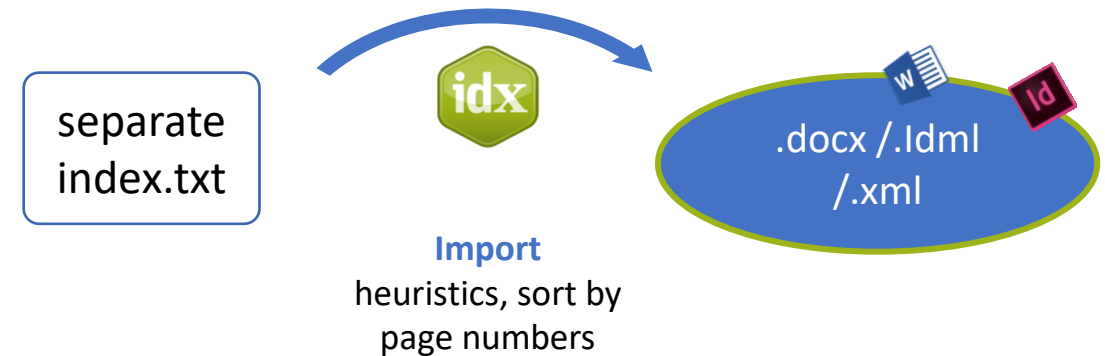 separate
index.txt
idx
W
Id
.docx /.Idml
/.xml
Import
heuristics, sort by
page numbers